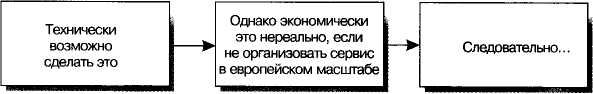 Технически
возможно
сделать это
Однако экономически
это нереально, если
не организовать сервис
в европейском масштабе
Следовательно...